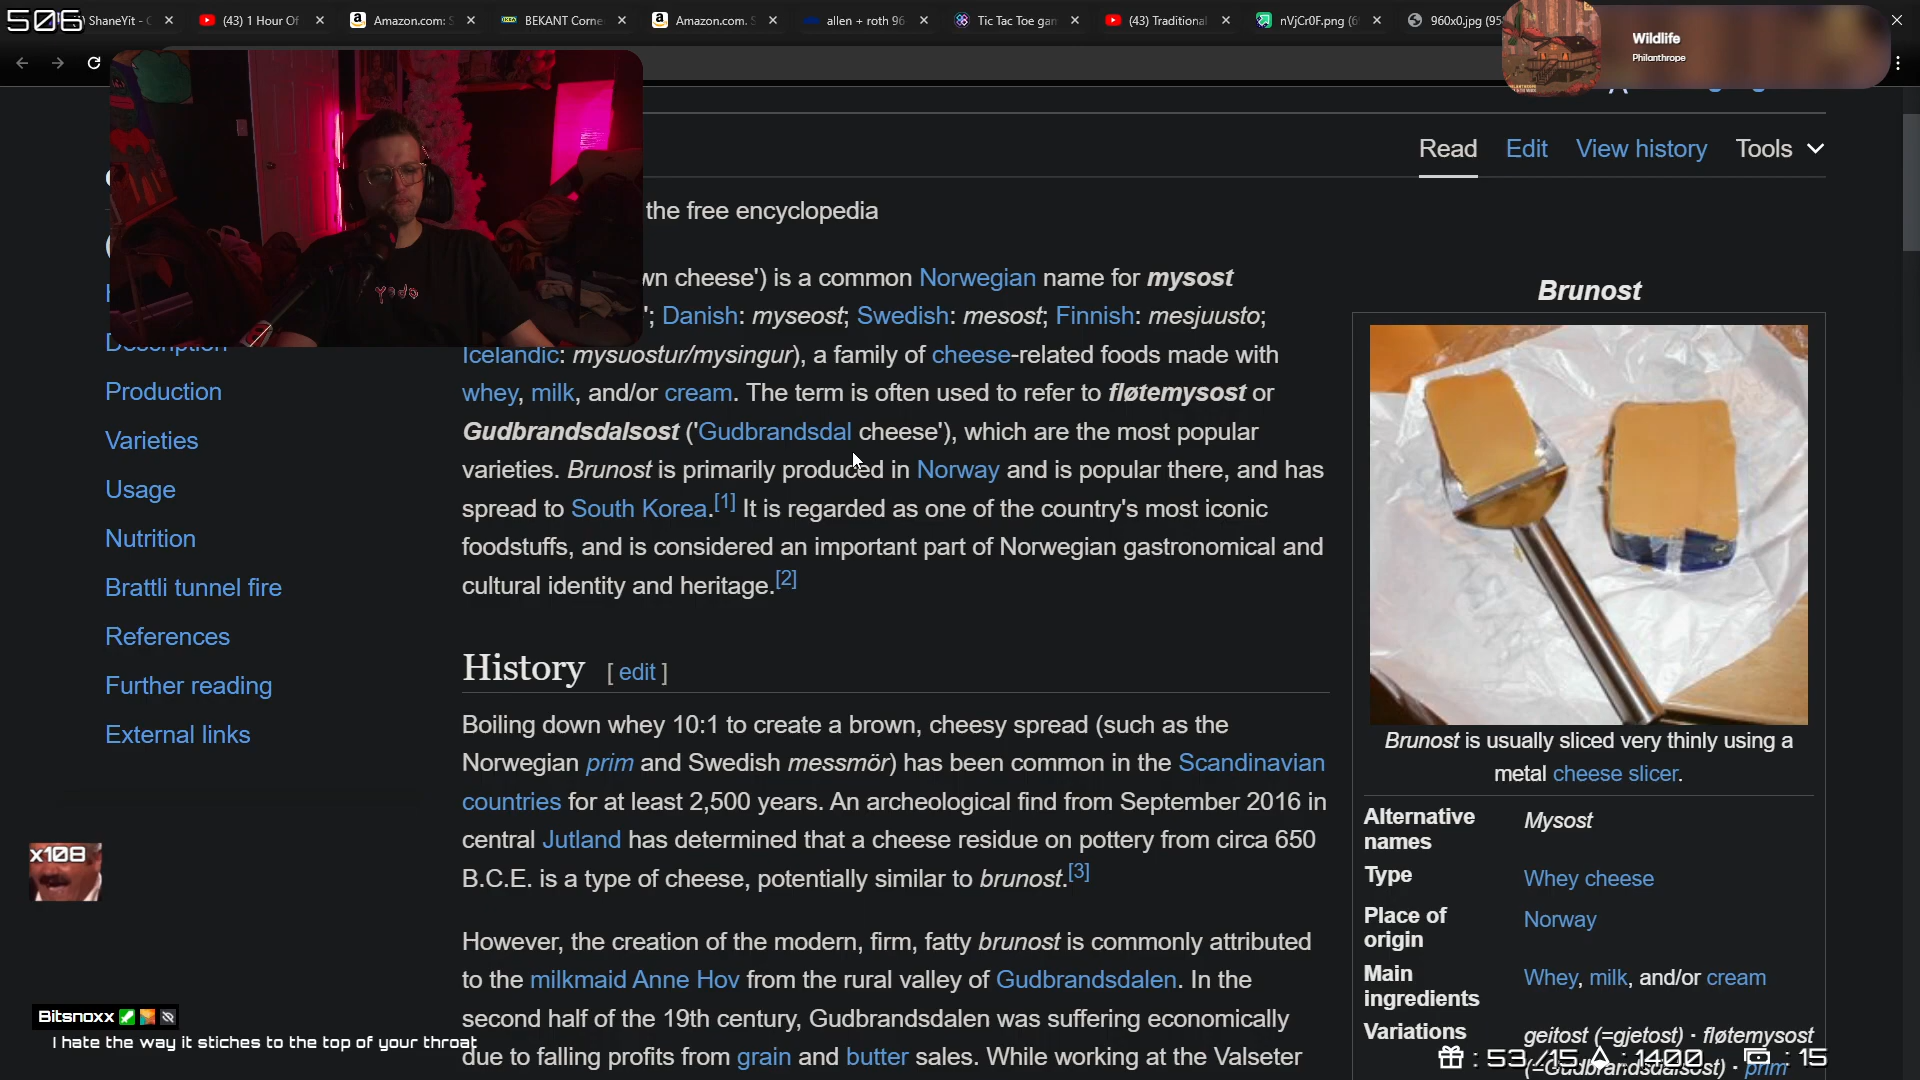 506
ShaneYit - C
(43) 1 Hour Of
Amazon.com: S
BEKANT Corne
Amazon.com. S
allen + roth 96
Tic Tac Toe gam
(43) Traditional
nVjCr0F.png (6
960x0.jpg (95
Wildlife
Philanthrope
Read
Edit
View history
Tools
the free encyclopedia
wn cheese') is a common Norwegian name for mysost
'; Danish: myseost; Swedish: mesost; Finnish: mesjuusto;
Icelandic: mysuostur/mysingur), a family of cheese-related foods made with
whey, milk, and/or cream. The term is often used to refer to fløtemysost or
Gudbrandsdalsost ('Gudbrandsdal cheese'), which are the most popular
varieties. Brunost is primarily produced in Norway and is popular there, and has
spread to South Korea.[1] It is regarded as one of the country's most iconic
foodstuffs, and is considered an important part of Norwegian gastronomical and
cultural identity and heritage.[2]
Description
Production
Varieties
Usage
Nutrition
Brattli tunnel fire
References
Further reading
External links
History [ edit ]
Boiling down whey 10:1 to create a brown, cheesy spread (such as the
Norwegian prim and Swedish messmör) has been common in the Scandinavian
countries for at least 2,500 years. An archeological find from September 2016 in
central Jutland has determined that a cheese residue on pottery from circa 650
B.C.E. is a type of cheese, potentially similar to brunost.[3]
However, the creation of the modern, firm, fatty brunost is commonly attributed
to the milkmaid Anne Hov from the rural valley of Gudbrandsdalen. In the
second half of the 19th century, Gudbrandsdalen was suffering economically
due to falling profits from grain and butter sales. While working at the Valseter
Brunost
Brunost is usually sliced very thinly using a
metal cheese slicer.
Alternative names
Mysost
Type
Whey cheese
Place of origin
Norway
Main ingredients
Whey, milk, and/or cream
Variations
geitost (=gjetost) · fløtemysost
(=Gudbrandsdalsost) · prim
x108
Bitsnoxx
I hate the way it stiches to the top of your throat
: 53/15
: 1400
: 15